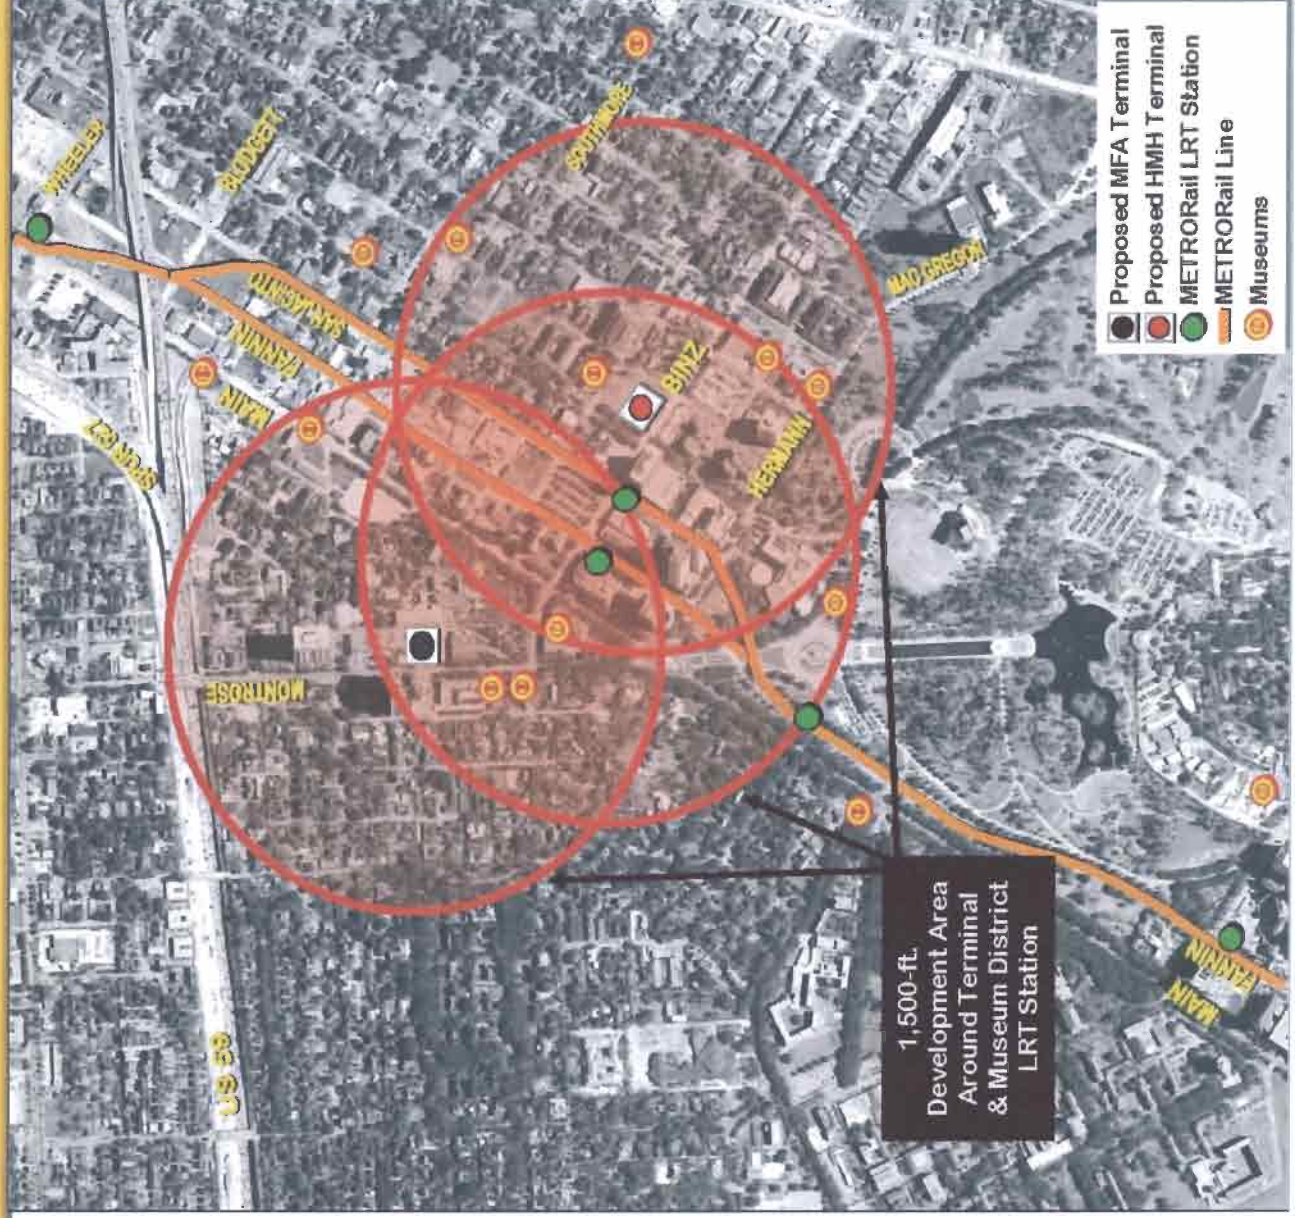 WHEELER
BLODGETT
SOUTHMORE
SPUR 527
MAIN
FANNIN
SAN JACINTO
MONTROSE
BINZ
HERMANN
MAC GREGOR
US 59
MAIN
FANNIN
1,500-ft.
Development Area
Around Terminal
& Museum District
LRT Station
Proposed MFA Terminal
Proposed HMH Terminal
METRORail LRT Station
METRORail Line
Museums